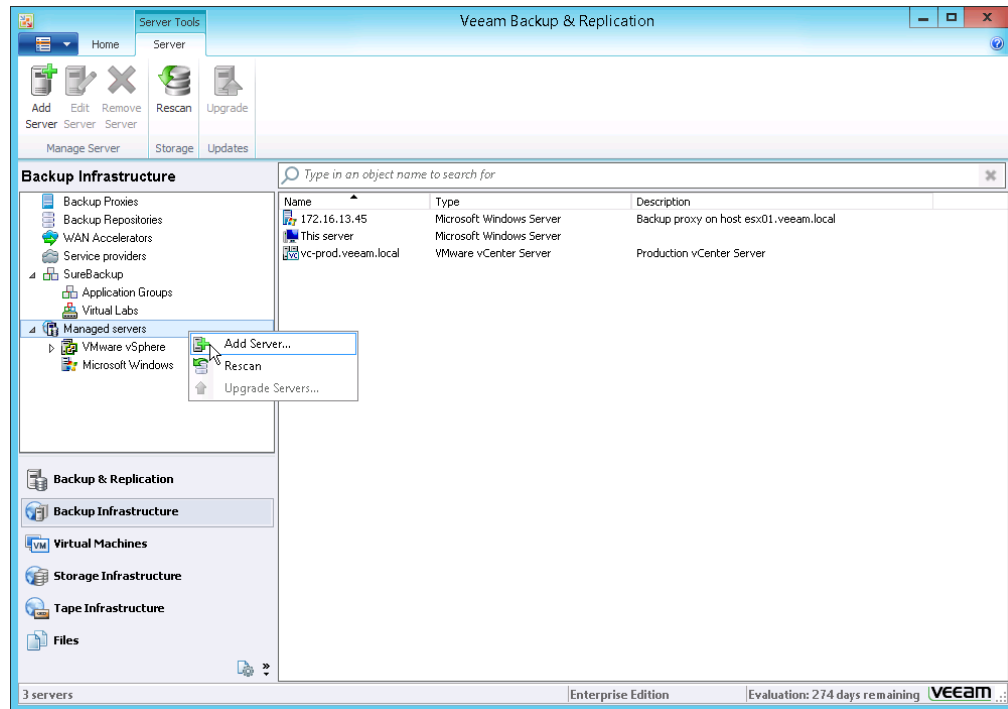 Server Tools
Veeam Backup & Replication
Home Server
Add Server
Edit Server
Remove Server
Rescan
Upgrade
Manage Server
Storage
Updates
Backup Infrastructure
Type in an object name to search for
Backup Proxies
Backup Repositories
WAN Accelerators
Service providers
SureBackup
Application Groups
Virtual Labs
Managed servers
VMware vSphere
Microsoft Windows
Add Server...
Rescan
Upgrade Servers...
Name Type Description
172.16.13.45 Microsoft Windows Server Backup proxy on host esx01.veeam.local
This server Microsoft Windows Server
vc-prod.veeam.local VMware vCenter Server Production vCenter Server
Backup & Replication
Backup Infrastructure
VM Virtual Machines
Storage Infrastructure
Tape Infrastructure
Files
3 servers Enterprise Edition Evaluation: 274 days remaining veeam